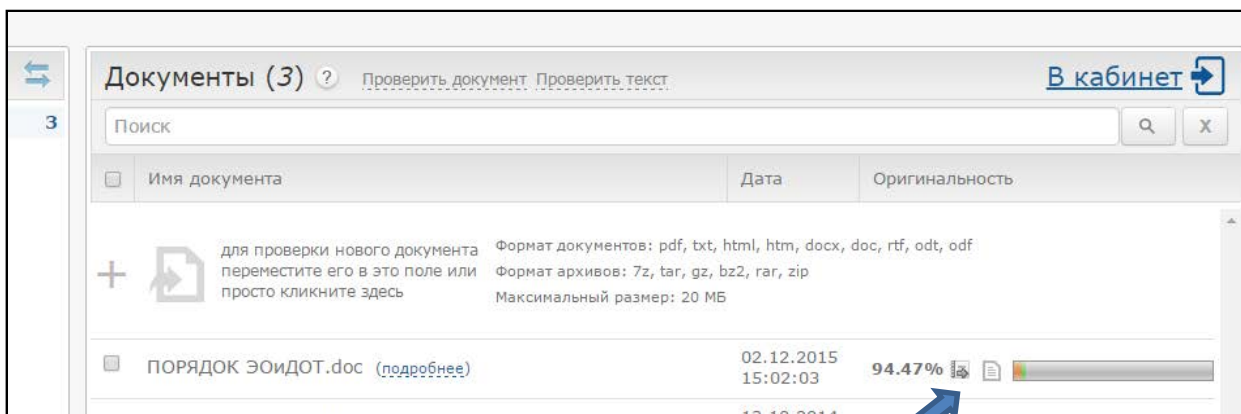 Документы (3) ? Проверить документ Проверить текст В кабинет
3
Поиск X
Имя документа Дата Оригинальность
для проверки нового документа
переместите его в это поле или
просто кликните здесь
Формат документов: pdf, txt, html, htm, docx, doc, rtf, odt, odf
Формат архивов: 7z, tar, gz, bz2, rar, zip
Максимальный размер: 20 МБ
ПОРЯДОК ЭОиДОТ.doc (подробнее) 02.12.2015
15:02:03 94.47%